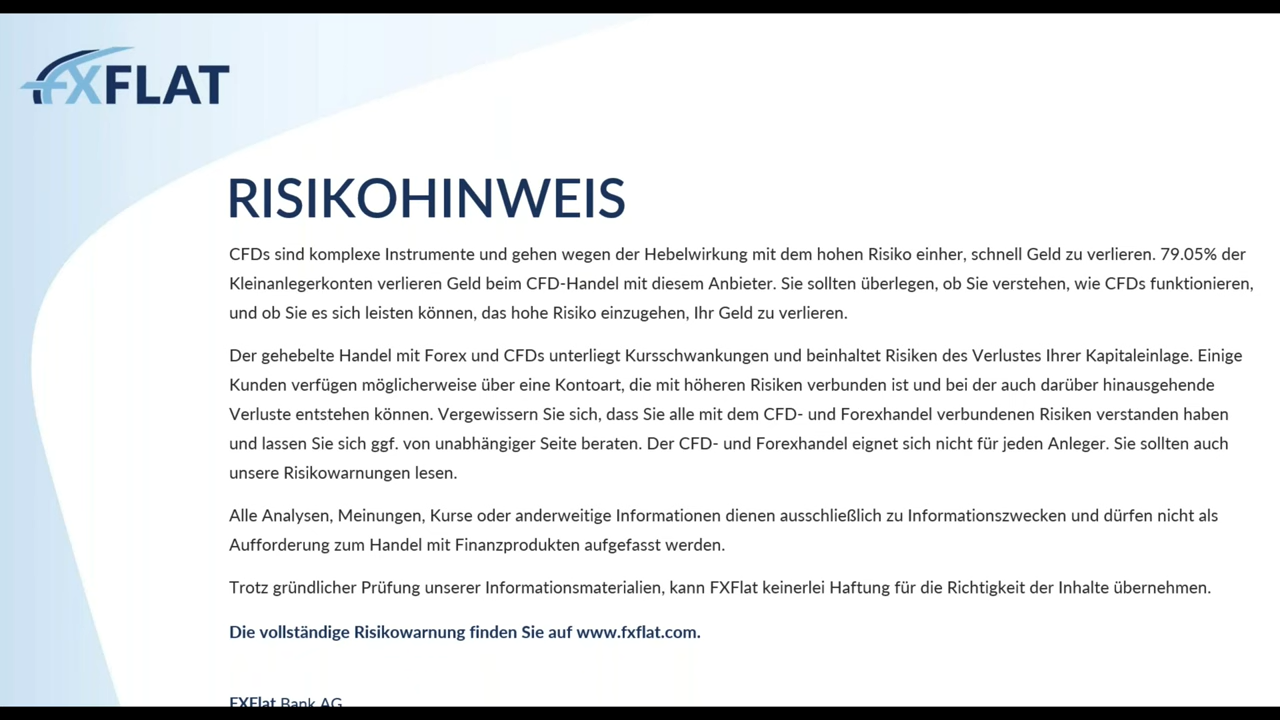 FXFLAT
RISIKOHINWEIS
CFDs sind komplexe Instrumente und gehen wegen der Hebelwirkung mit dem hohen Risiko einher, schnell Geld zu verlieren. 79.05% der
Kleinanlegerkonten verlieren Geld beim CFD-Handel mit diesem Anbieter. Sie sollten überlegen, ob Sie verstehen, wie CFDs funktionieren,
und ob Sie es sich leisten können, das hohe Risiko einzugehen, Ihr Geld zu verlieren.
Der gehebelte Handel mit Forex und CFDs unterliegt Kursschwankungen und beinhaltet Risiken des Verlustes Ihrer Kapitaleinlage. Einige
Kunden verfügen möglicherweise über eine Kontoart, die mit höheren Risiken verbunden ist und bei der auch darüber hinausgehende
Verluste entstehen können. Vergewissern Sie sich, dass Sie alle mit dem CFD- und Forexhandel verbundenen Risiken verstanden haben
und lassen Sie sich ggf. von unabhängiger Seite beraten. Der CFD- und Forexhandel eignet sich nicht für jeden Anleger. Sie sollten auch
unsere Risikowarnungen lesen.
Alle Analysen, Meinungen, Kurse oder anderweitige Informationen dienen ausschließlich zu Informationszwecken und dürfen nicht als
Aufforderung zum Handel mit Finanzprodukten aufgefasst werden.
Trotz gründlicher Prüfung unserer Informationsmaterialien, kann FXFlat keinerlei Haftung für die Richtigkeit der Inhalte übernehmen.
Die vollständige Risikowarnung finden Sie auf www.fxflat.com.
FXFlat Bank AG